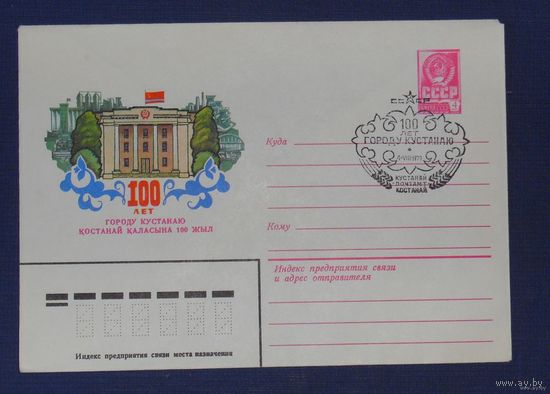 100
ЛЕТ
ГОРОДУ КУСТАНАЮ
ҚОСТАНАЙ ҚАЛАСЫНА 100 ЖЫЛ
Индекс предприятия связи места назначения
СССР
4
100
ЛЕТ
ГОРОДУ КУСТАНАЮ
КУСТАНАЙ
ПОЧТАМТ
КОСТАНАЙ
Куда
Кому
Индекс предприятия связи
и адрес отправителя
www.ay.by